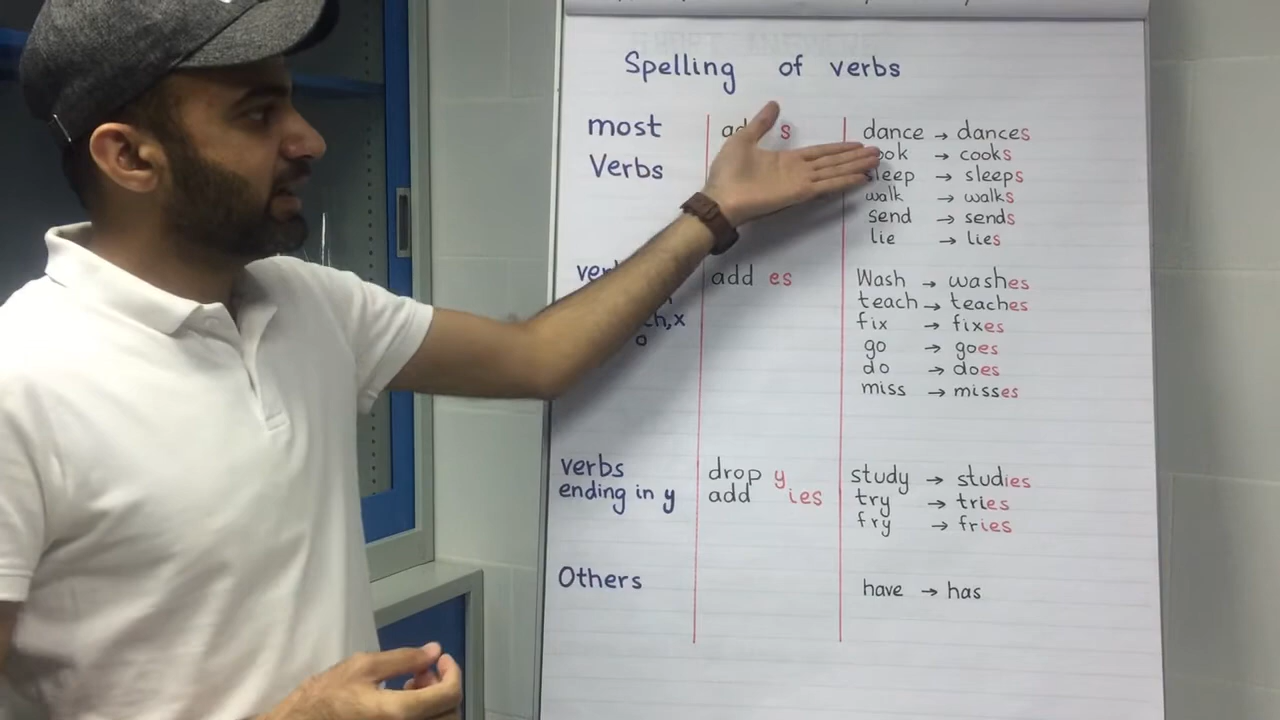 Spelling of verbs
most
Verbs
s
dance → dances
→ cooks
sleep → sleeps
walk → walks
send → sends
lie → lies
add es
x
o
Wash → washes
teach → teaches
fix → fixes
go → goes
do → does
miss → misses
verbs
ending in y
drop y
add ies
study → studies
try → tries
fry → fries
Others
have → has